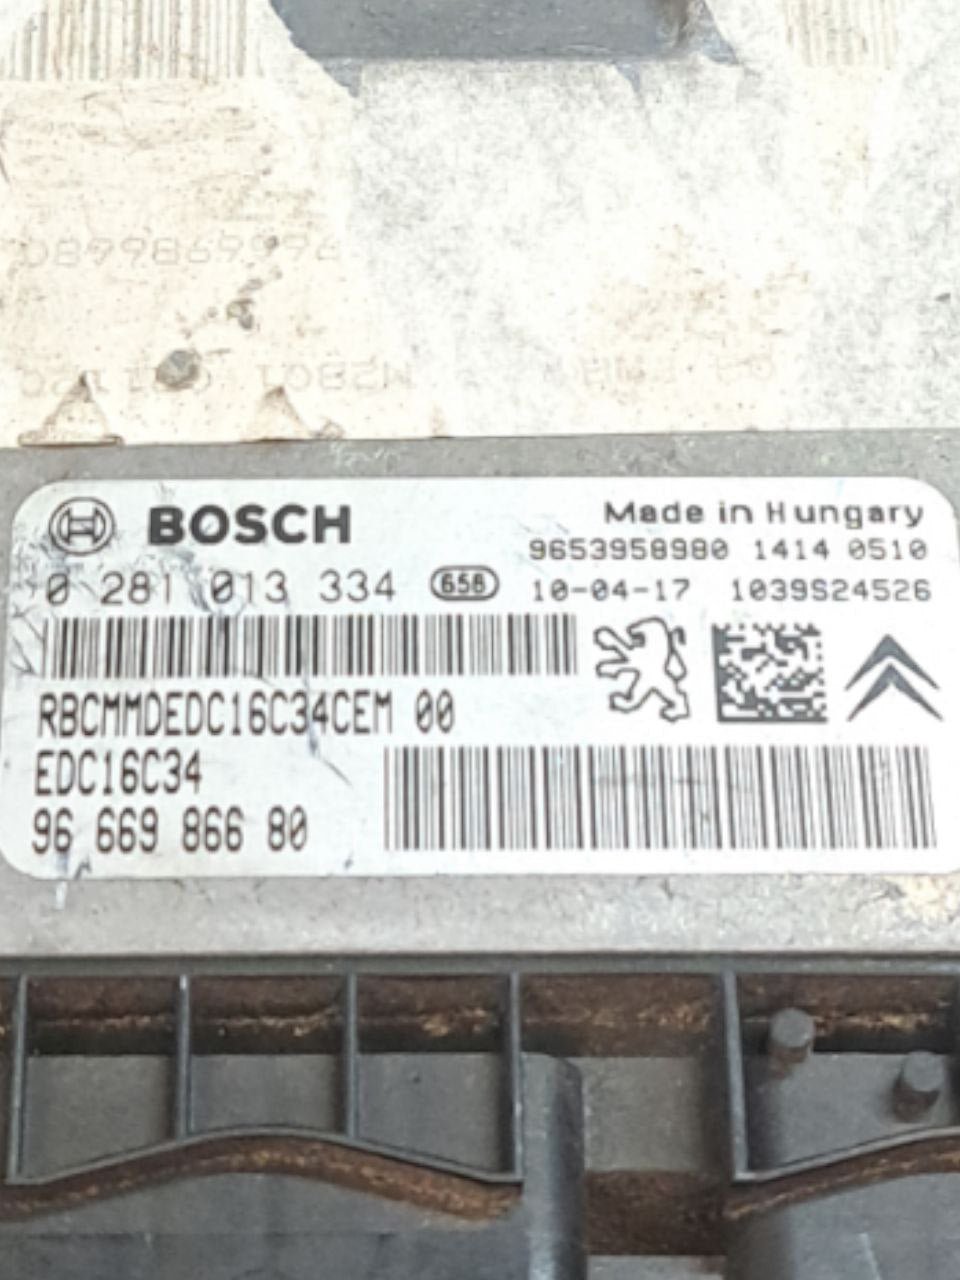 BOSCH
Made in Hungary
9653958980 1414 0510
0 281 013 334 656 10-04-17 1039S24526
RBCMMDEDC16C34CEM 00
EDC16C34
96 669 866 80